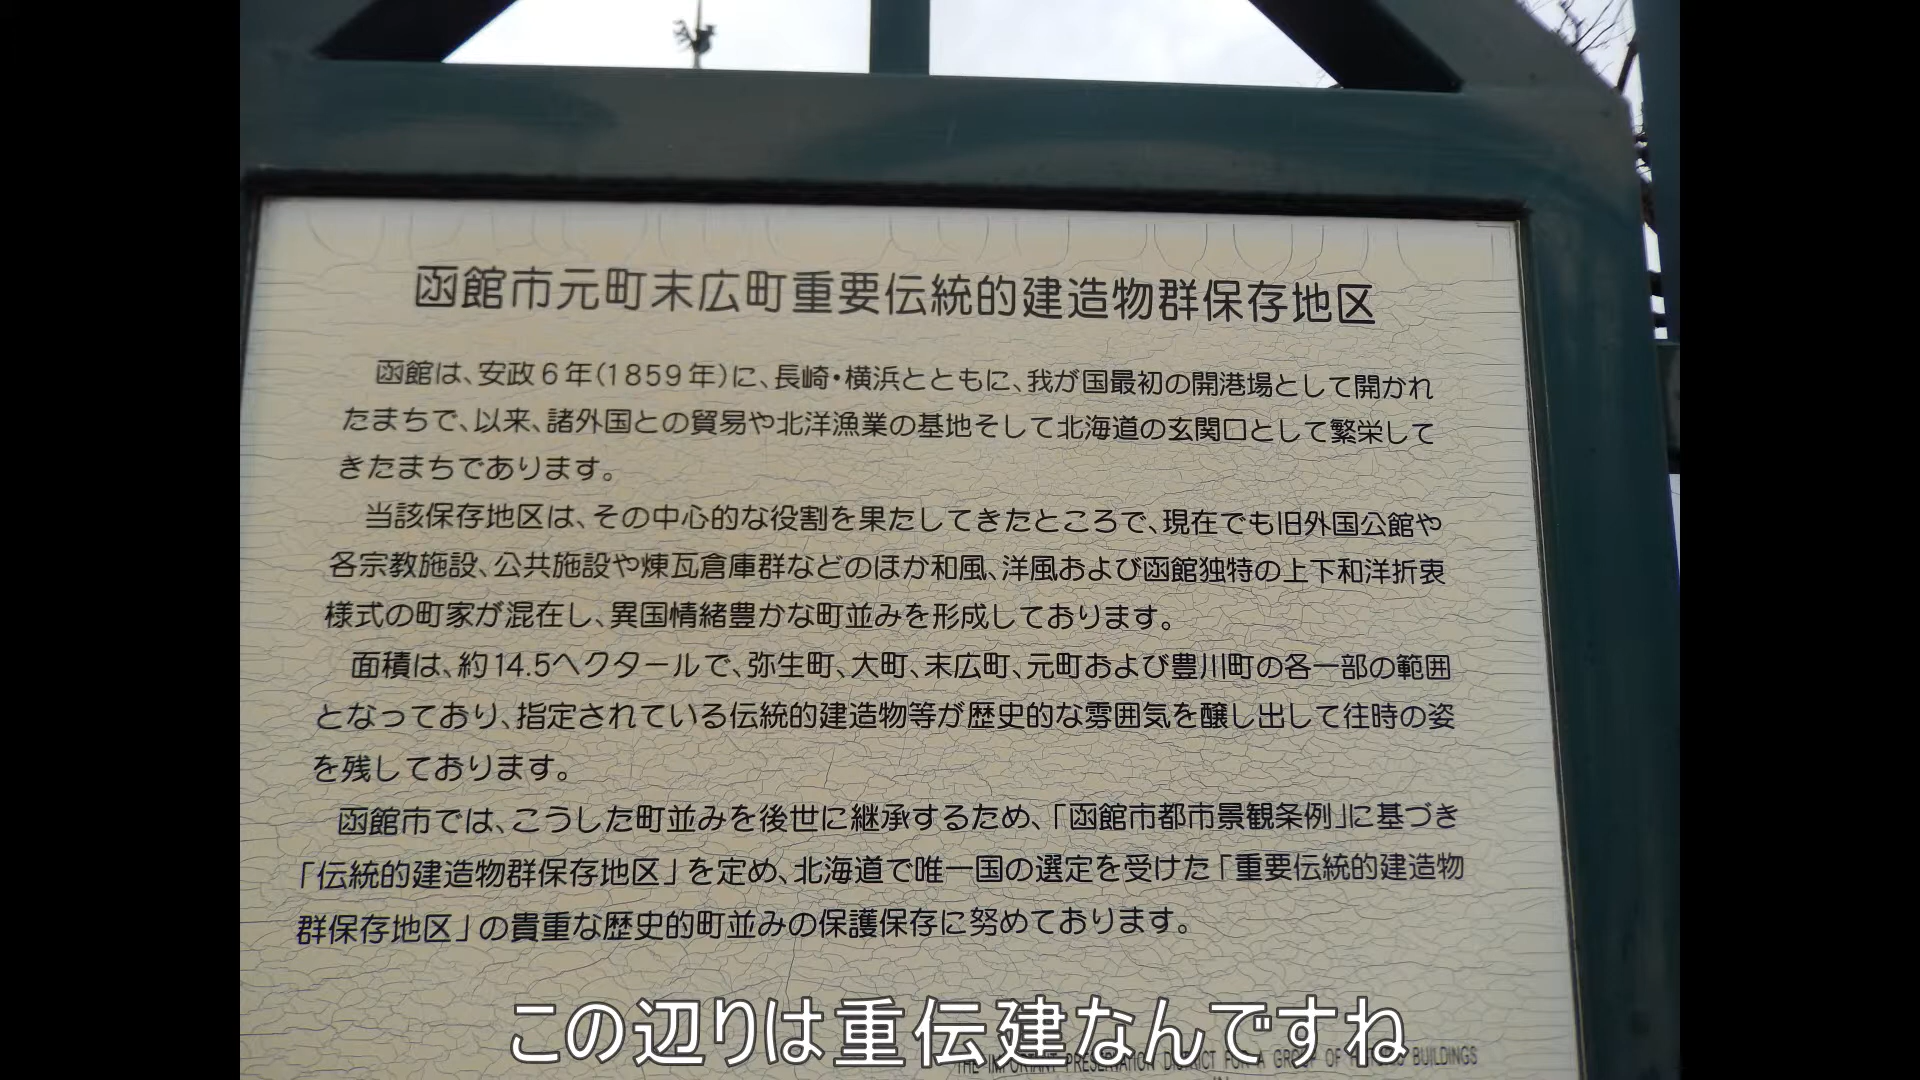 函館市元町末広町重要伝統的建造物群保存地区
函館は、安政6年(1859年)に、長崎・横浜とともに、我が国最初の開港場として開かれ
たまちで、以来、諸外国との貿易や北洋漁業の基地そして北海道の玄関口として繁栄して
きたまちであります。
当該保存地区は、その中心的な役割を果たしてきたところで、現在でも旧外国公館や
各宗教施設、公共施設や煉瓦倉庫群などのほか和風、洋風および函館独特の上下和洋折衷
様式の町家が混在し、異国情緒豊かな町並みを形成しております。
面積は、約14.5ヘクタールで、弥生町、大町、末広町、元町および豊川町の各一部の範囲
となっており、指定されている伝統的建造物等が歴史的な雰囲気を醸し出して往時の姿
を残しております。
函館市では、こうした町並みを後世に継承するため、「函館市都市景観条例」に基づき
「伝統的建造物群保存地区」を定め、北海道で唯一国の選定を受けた「重要伝統的建造物
群保存地区」の貴重な歴史的町並みの保護保存に努めております。
この辺りは重伝建なんですね
THE IMPORTANT PRESERVATION DISTRICT FOR A GROUP OF BUILDINGS